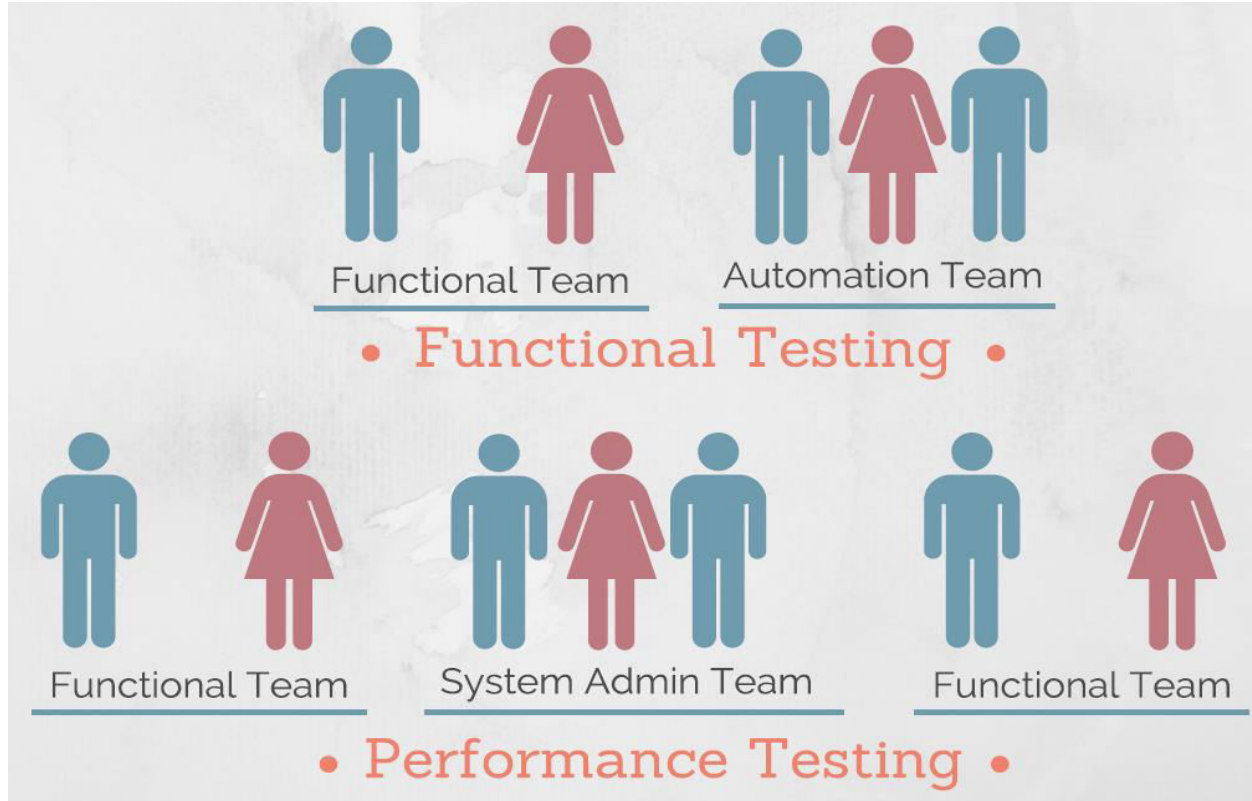 Functional Team Automation Team
• Functional Testing •
Functional Team System Admin Team Functional Team
• Performance Testing •